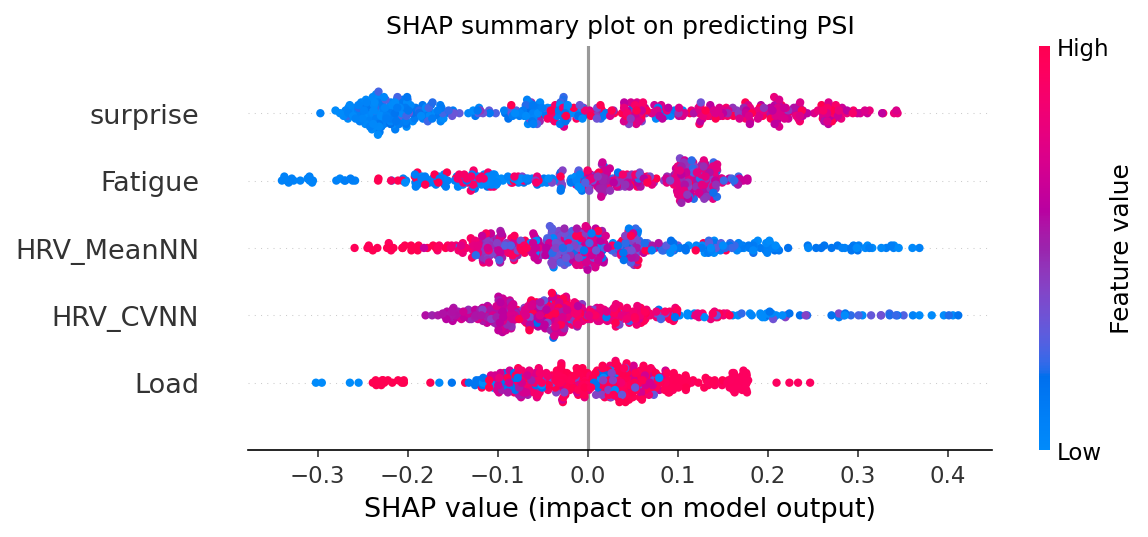 SHAP summary plot on predicting PSI
High
surprise
Fatigue
HRV_MeanNN
HRV_CVNN
Load
Feature value
Low
−0.3 −0.2 −0.1 0.0 0.1 0.2 0.3 0.4
SHAP value (impact on model output)